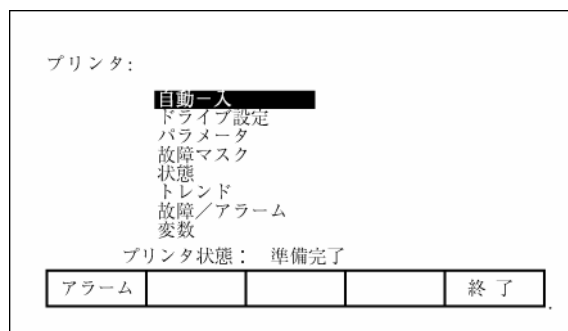 プリンタ:
自動－入
ドライブ設定
パラメータ
故障マスク
状態
トレンド
故障／アラーム
変数
プリンタ状態： 準備完了
アラーム 終 了
.